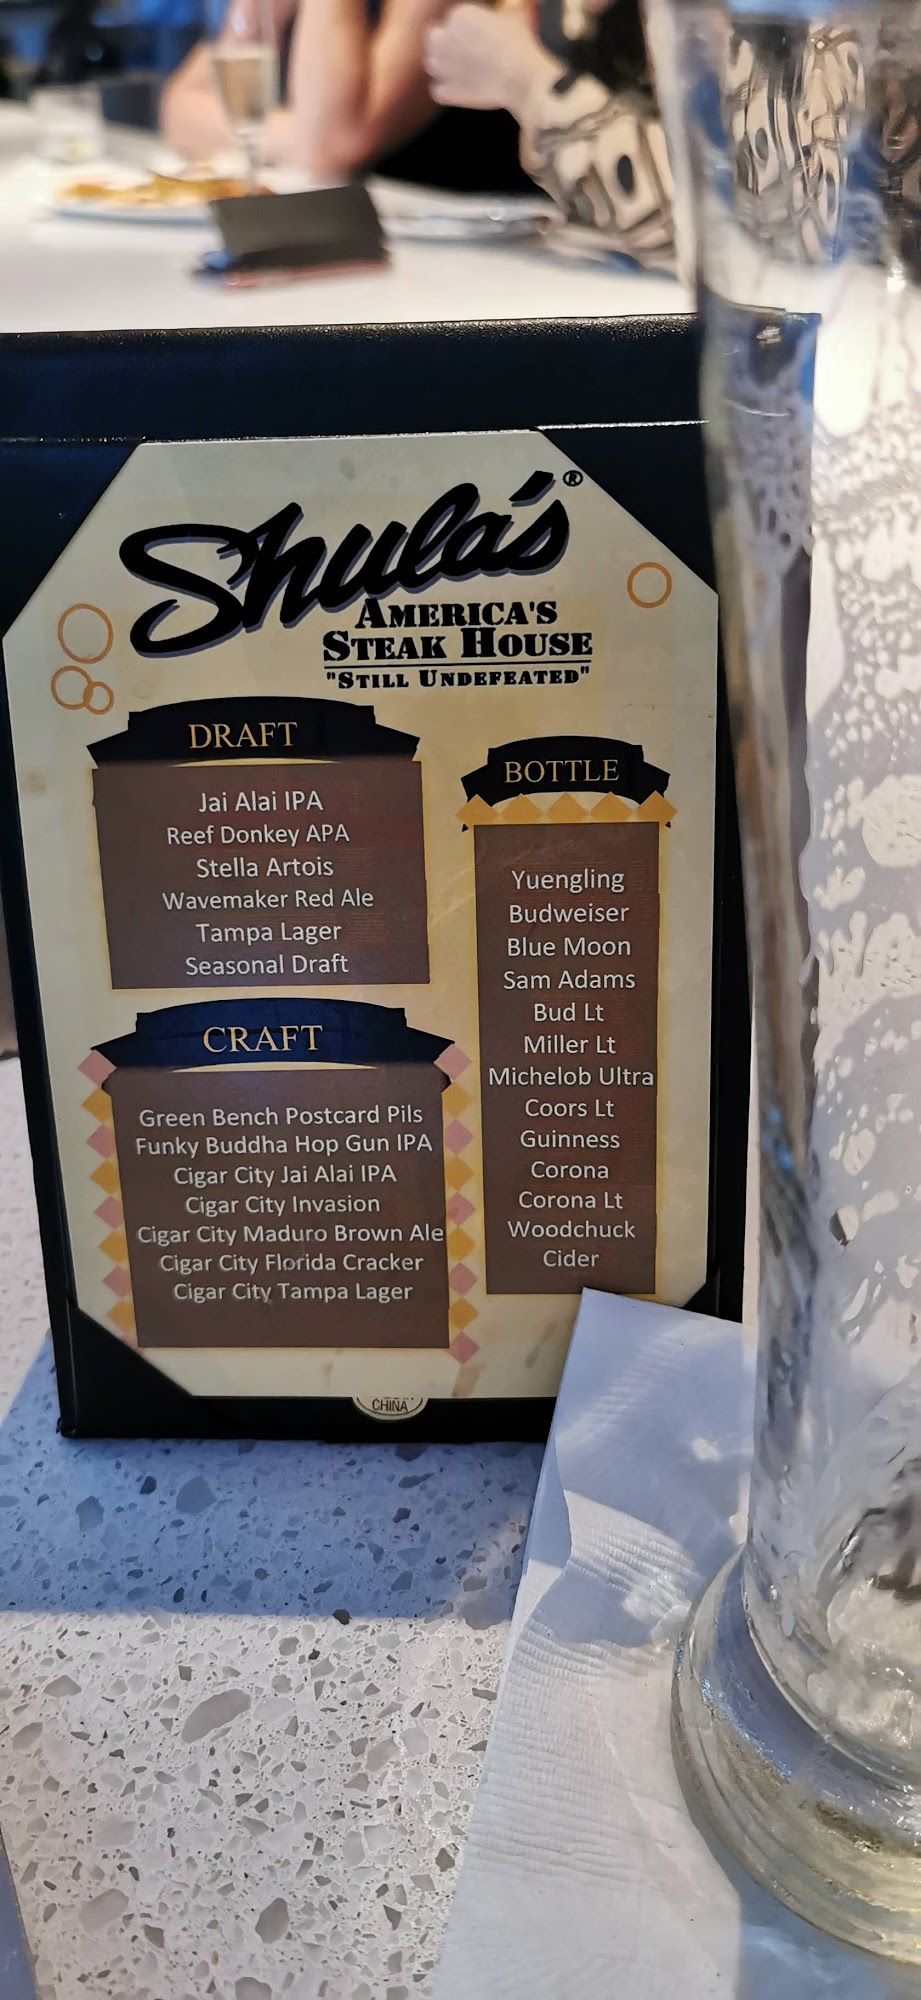 Shula's®
AMERICA'S
STEAK HOUSE
"STILL UNDEFEATED"
DRAFT
Jai Alai IPA
Reef Donkey APA
Stella Artois
Wavemaker Red Ale
Tampa Lager
Seasonal Draft
CRAFT
Green Bench Postcard Pils
Funky Buddha Hop Gun IPA
Cigar City Jai Alai IPA
Cigar City Invasion
Cigar City Maduro Brown Ale
Cigar City Florida Cracker
Cigar City Tampa Lager
BOTTLE
Yuengling
Budweiser
Blue Moon
Sam Adams
Bud Lt
Miller Lt
Michelob Ultra
Coors Lt
Guinness
Corona
Corona Lt
Woodchuck
Cider
CHINA